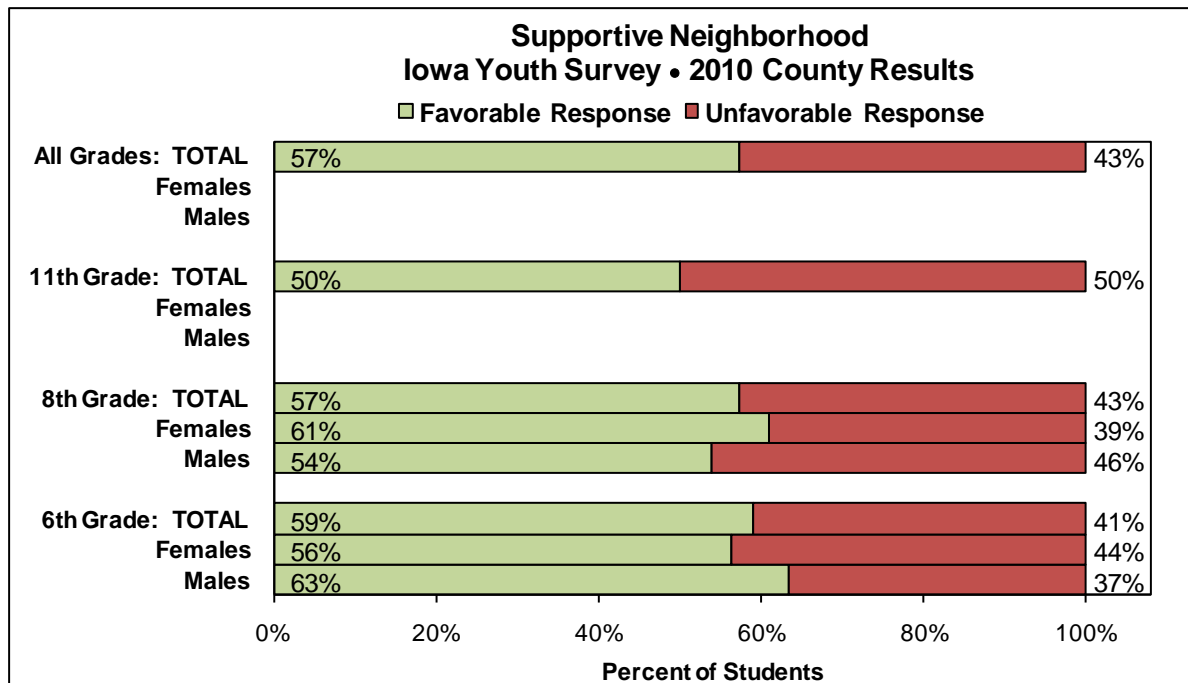 Supportive Neighborhood
Iowa Youth Survey • 2010 County Results
Favorable Response Unfavorable Response
All Grades: TOTAL 57% 43%
Females
Males
11th Grade: TOTAL 50% 50%
Females
Males
8th Grade: TOTAL 57% 43%
Females 61% 39%
Males 54% 46%
6th Grade: TOTAL 59% 41%
Females 56% 44%
Males 63% 37%
0% 20% 40% 60% 80% 100%
Percent of Students